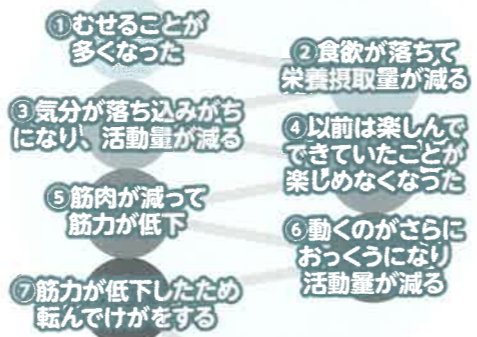 ①むせることが
多くなった
②食欲が落ちて
栄養摂取量が減る
③気分が落ち込みがち
になり、活動量が減る
④以前は楽しんで
できていたことが
楽しめなくなった
⑤筋肉が減って
筋力が低下
⑥動くのがさらに
おっくうになり
活動量が減る
⑦筋力が低下したため
転んでけがをする